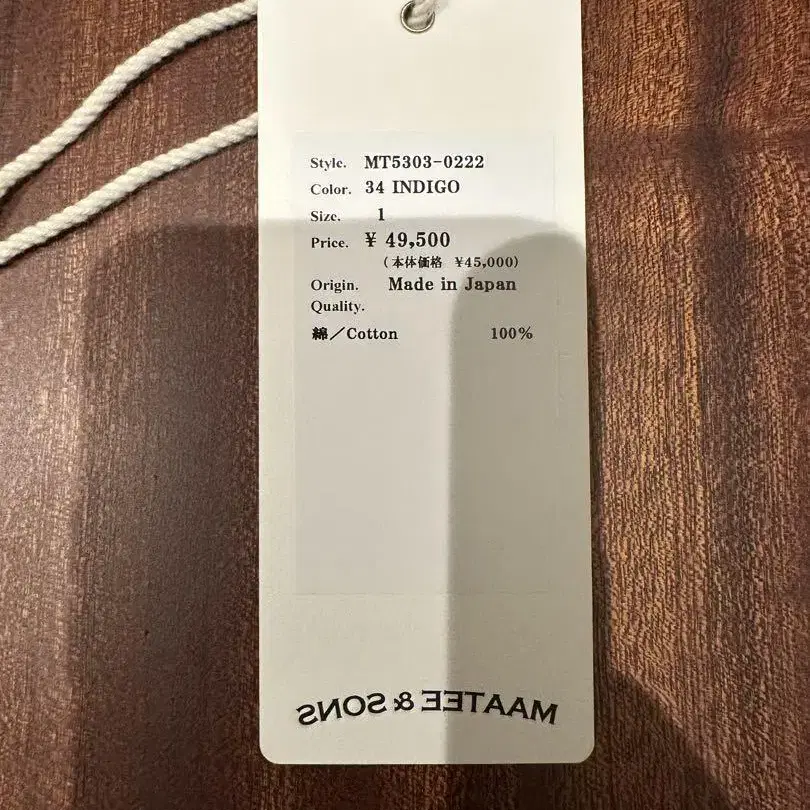 Style. MT5303-0222
Color. 34 INDIGO
Size. 1
Price. ¥ 49,500
(本体価格 ¥45,000)
Origin. Made in Japan
Quality.
綿／Cotton 100%
MAATEE & SONS